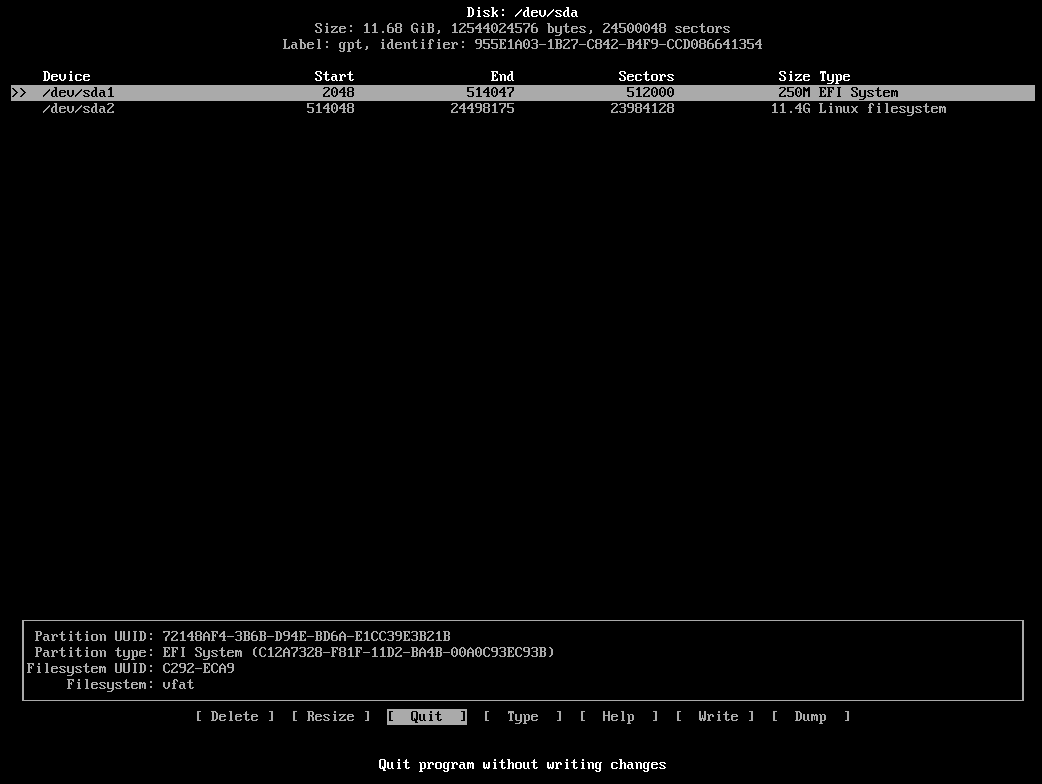 Disk: /dev/sda
Size: 11.68 GiB, 12544024576 bytes, 24500048 sectors
Label: gpt, identifier: 955E1A03-1B27-C842-B4F9-CCD086641354
Device Start End Sectors Size Type
>> /dev/sda1 2048 514047 512000 250M EFI System
/dev/sda2 514048 24498175 23984128 11.4G Linux filesystem
Partition UUID: 72148AF4-3B6B-D94E-BD6A-E1CC39E3B21B
Partition type: EFI System (C12A7328-F81F-11D2-BA4B-00A0C93EC93B)
Filesystem UUID: C292-ECA9
Filesystem: vfat
[ Delete ] [ Resize ] [ Quit ] [ Type ] [ Help ] [ Write ] [ Dump ]
Quit program without writing changes